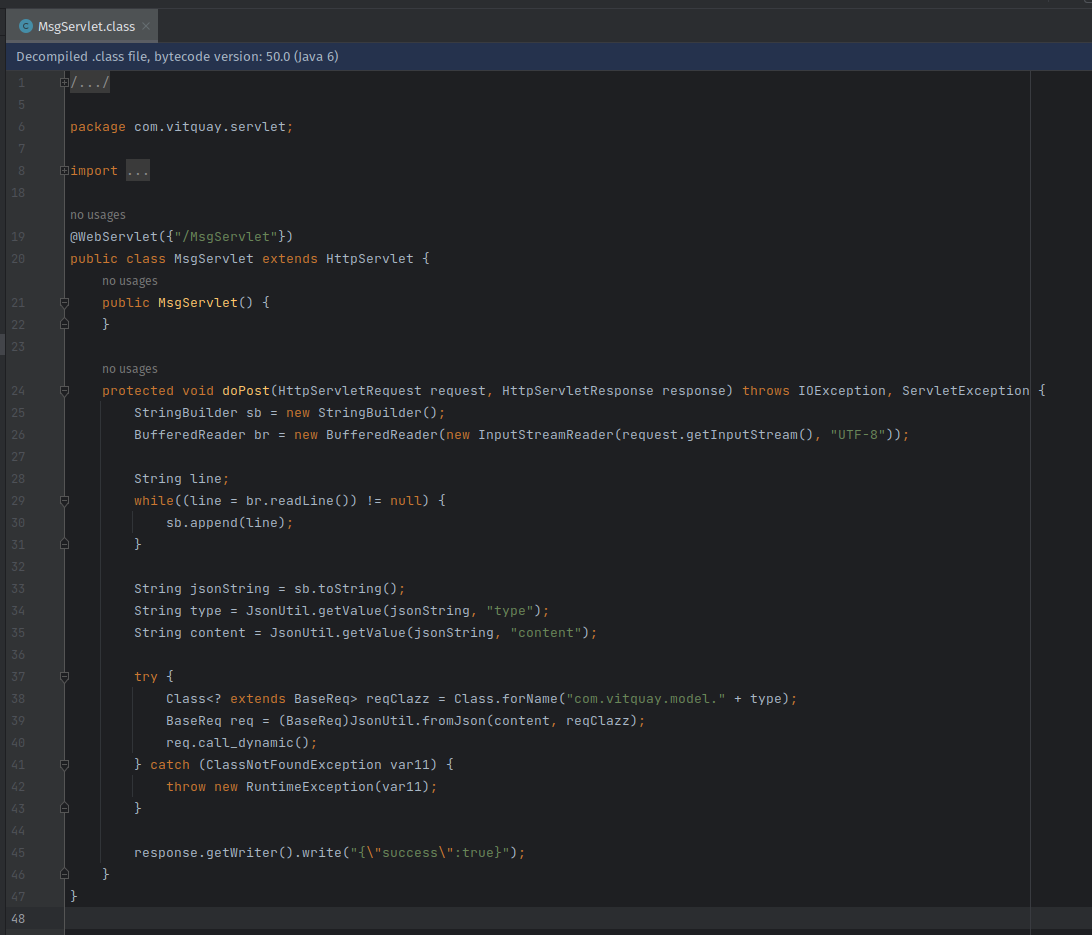 MsgServlet.class
Decompiled .class file, bytecode version: 50.0 (Java 6)
1 /.../
5
6 package com.vitquay.servlet;
7
8 import ...
18
no usages
19 @WebServlet({"/MsgServlet"})
20 public class MsgServlet extends HttpServlet {
no usages
21 public MsgServlet() {
22 }
23
no usages
24 protected void doPost(HttpServletRequest request, HttpServletResponse response) throws IOException, ServletException {
25 StringBuilder sb = new StringBuilder();
26 BufferedReader br = new BufferedReader(new InputStreamReader(request.getInputStream(), "UTF-8"));
27
28 String line;
29 while((line = br.readLine()) != null) {
30 sb.append(line);
31 }
32
33 String jsonString = sb.toString();
34 String type = JsonUtil.getValue(jsonString, "type");
35 String content = JsonUtil.getValue(jsonString, "content");
36
37 try {
38 Class<? extends BaseReq> reqClazz = Class.forName("com.vitquay.model." + type);
39 BaseReq req = (BaseReq)JsonUtil.fromJson(content, reqClazz);
40 req.call_dynamic();
41 } catch (ClassNotFoundException var11) {
42 throw new RuntimeException(var11);
43 }
44
45 response.getWriter().write("{\"success\":true}");
46 }
47 }
48